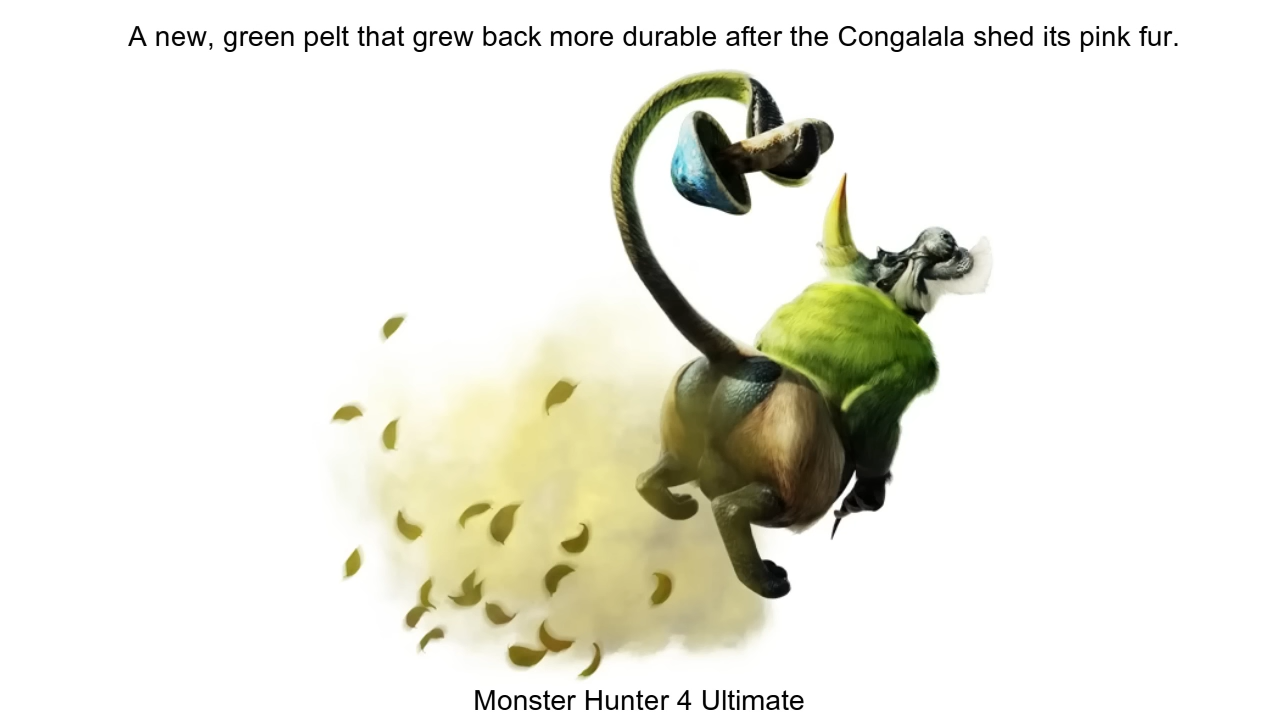 A new, green pelt that grew back more durable after the Congalala shed its pink fur.
Monster Hunter 4 Ultimate